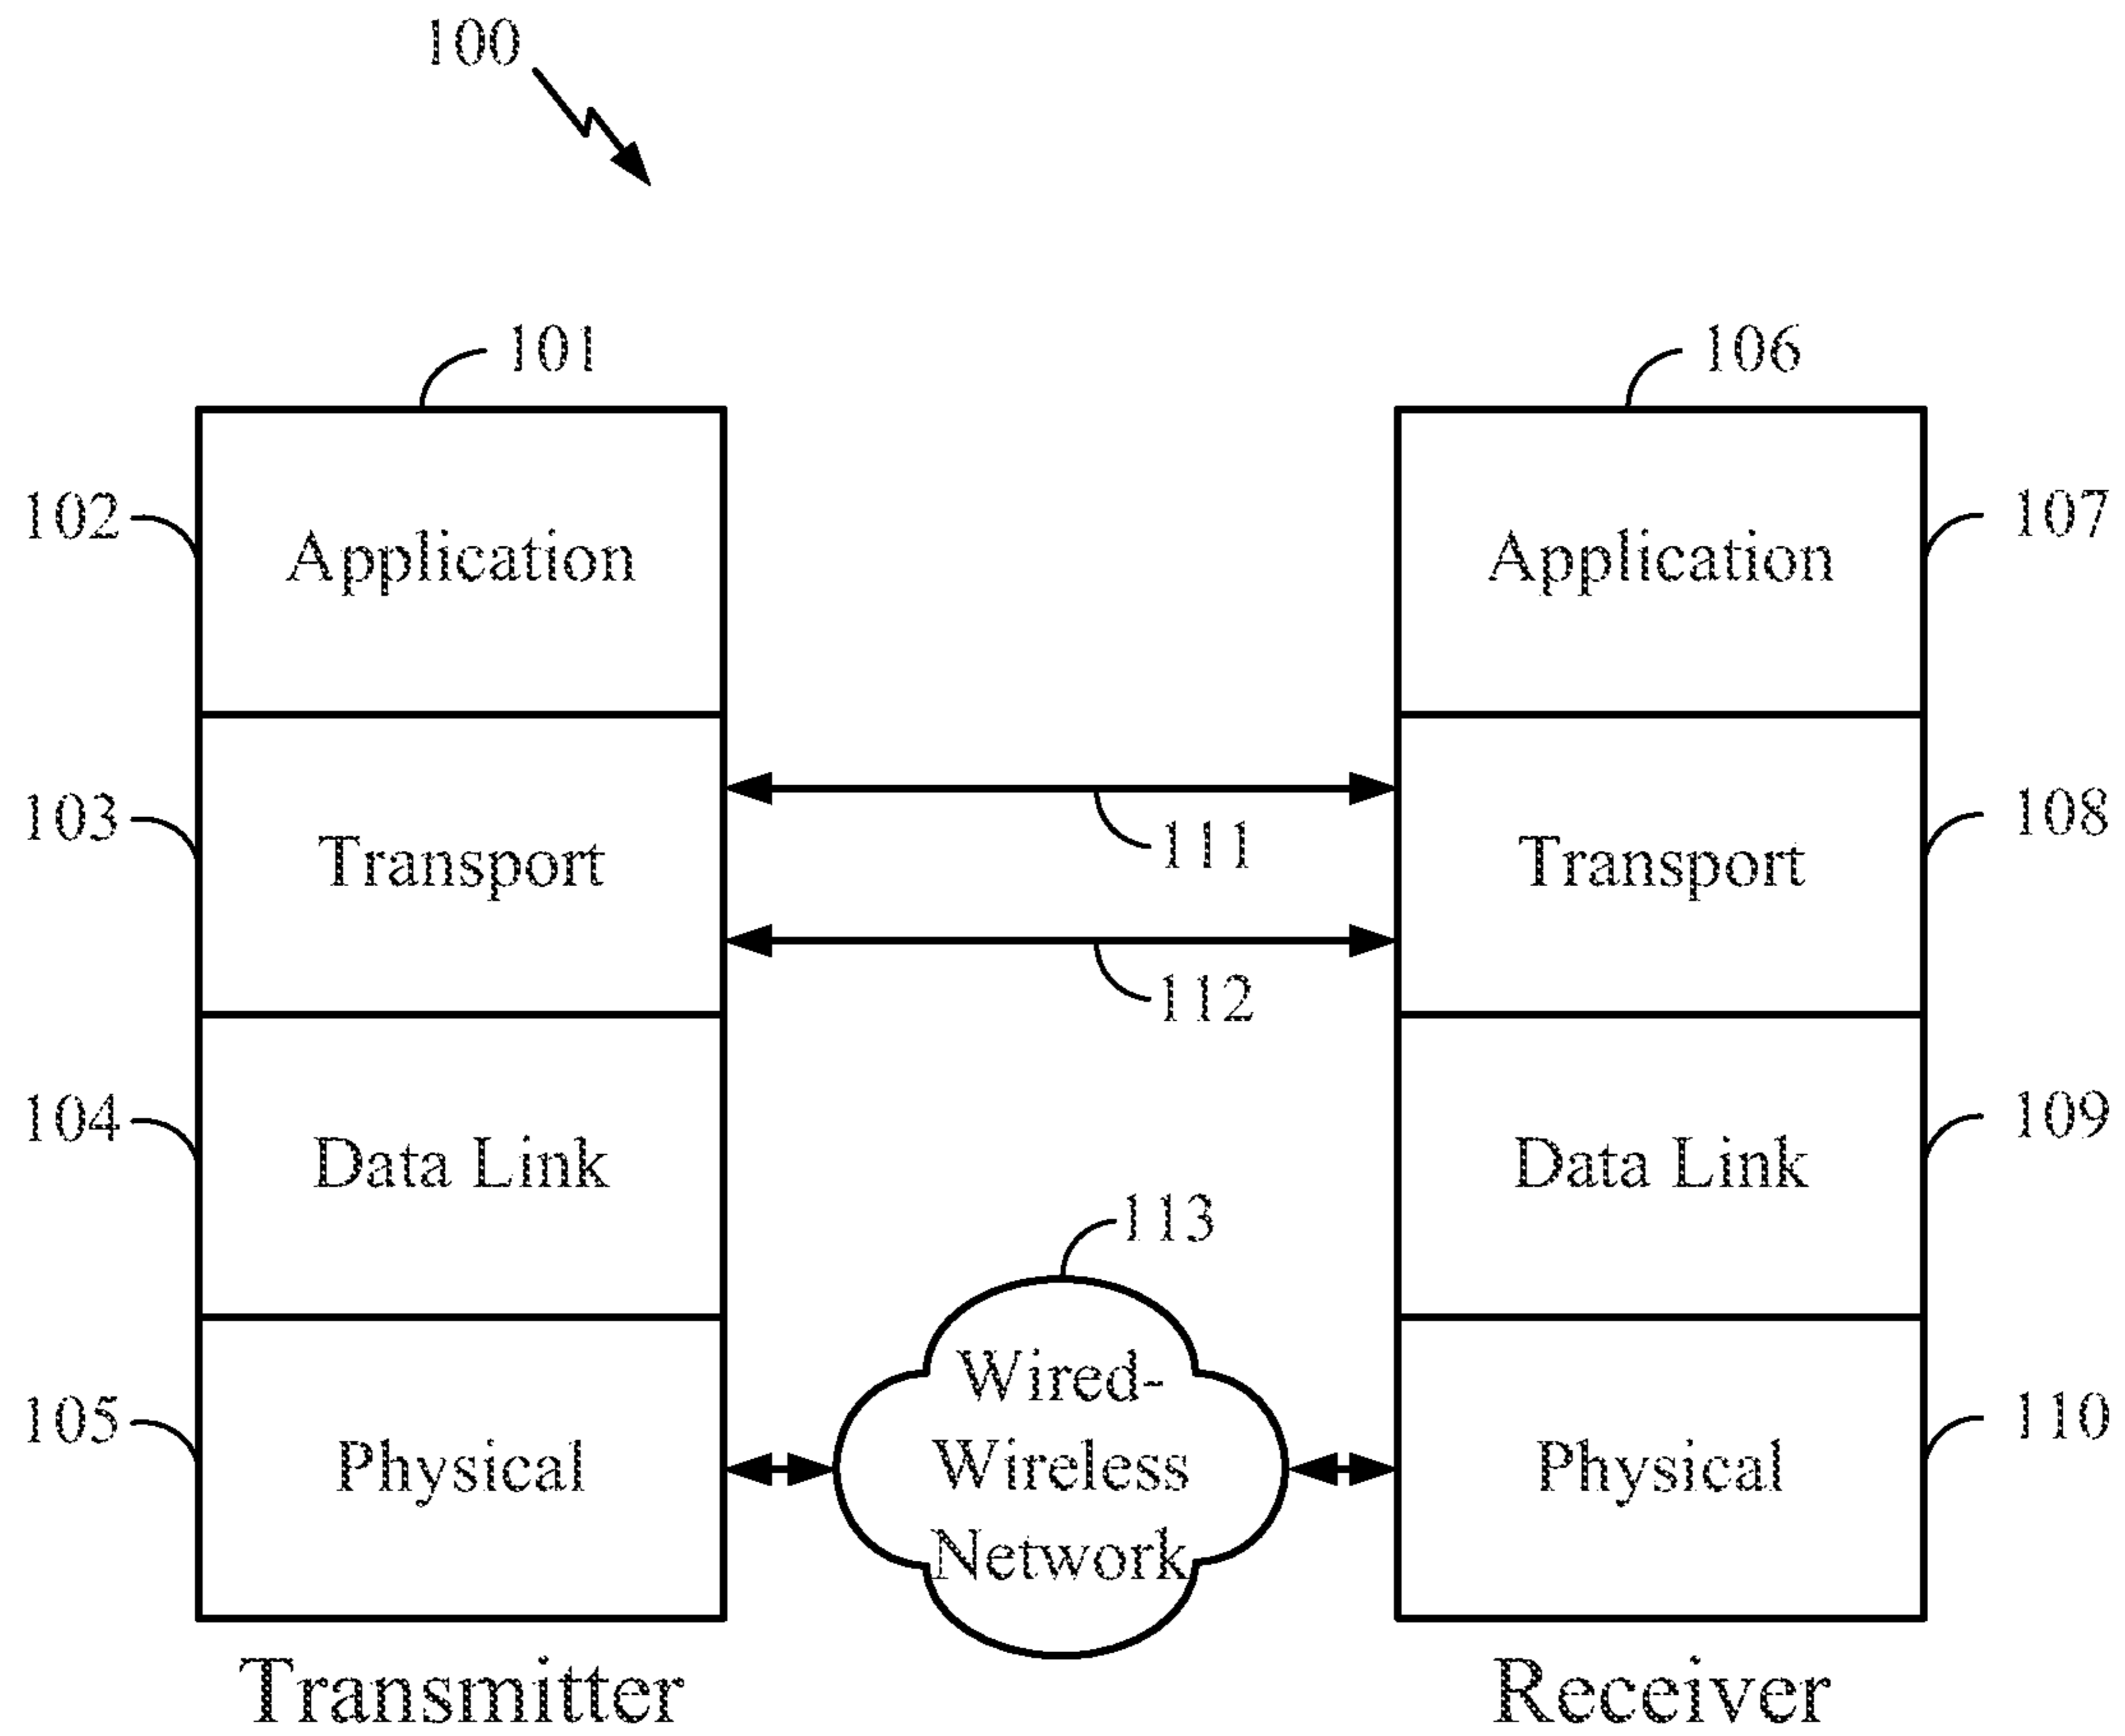 100
101
106
102
Application
Application
107
103
Transport
111
Transport
108
112
104
Data Link
Data Link
109
113
105
Physical
Wired-
Wireless
Network
Physical
110
Transmitter
Receiver